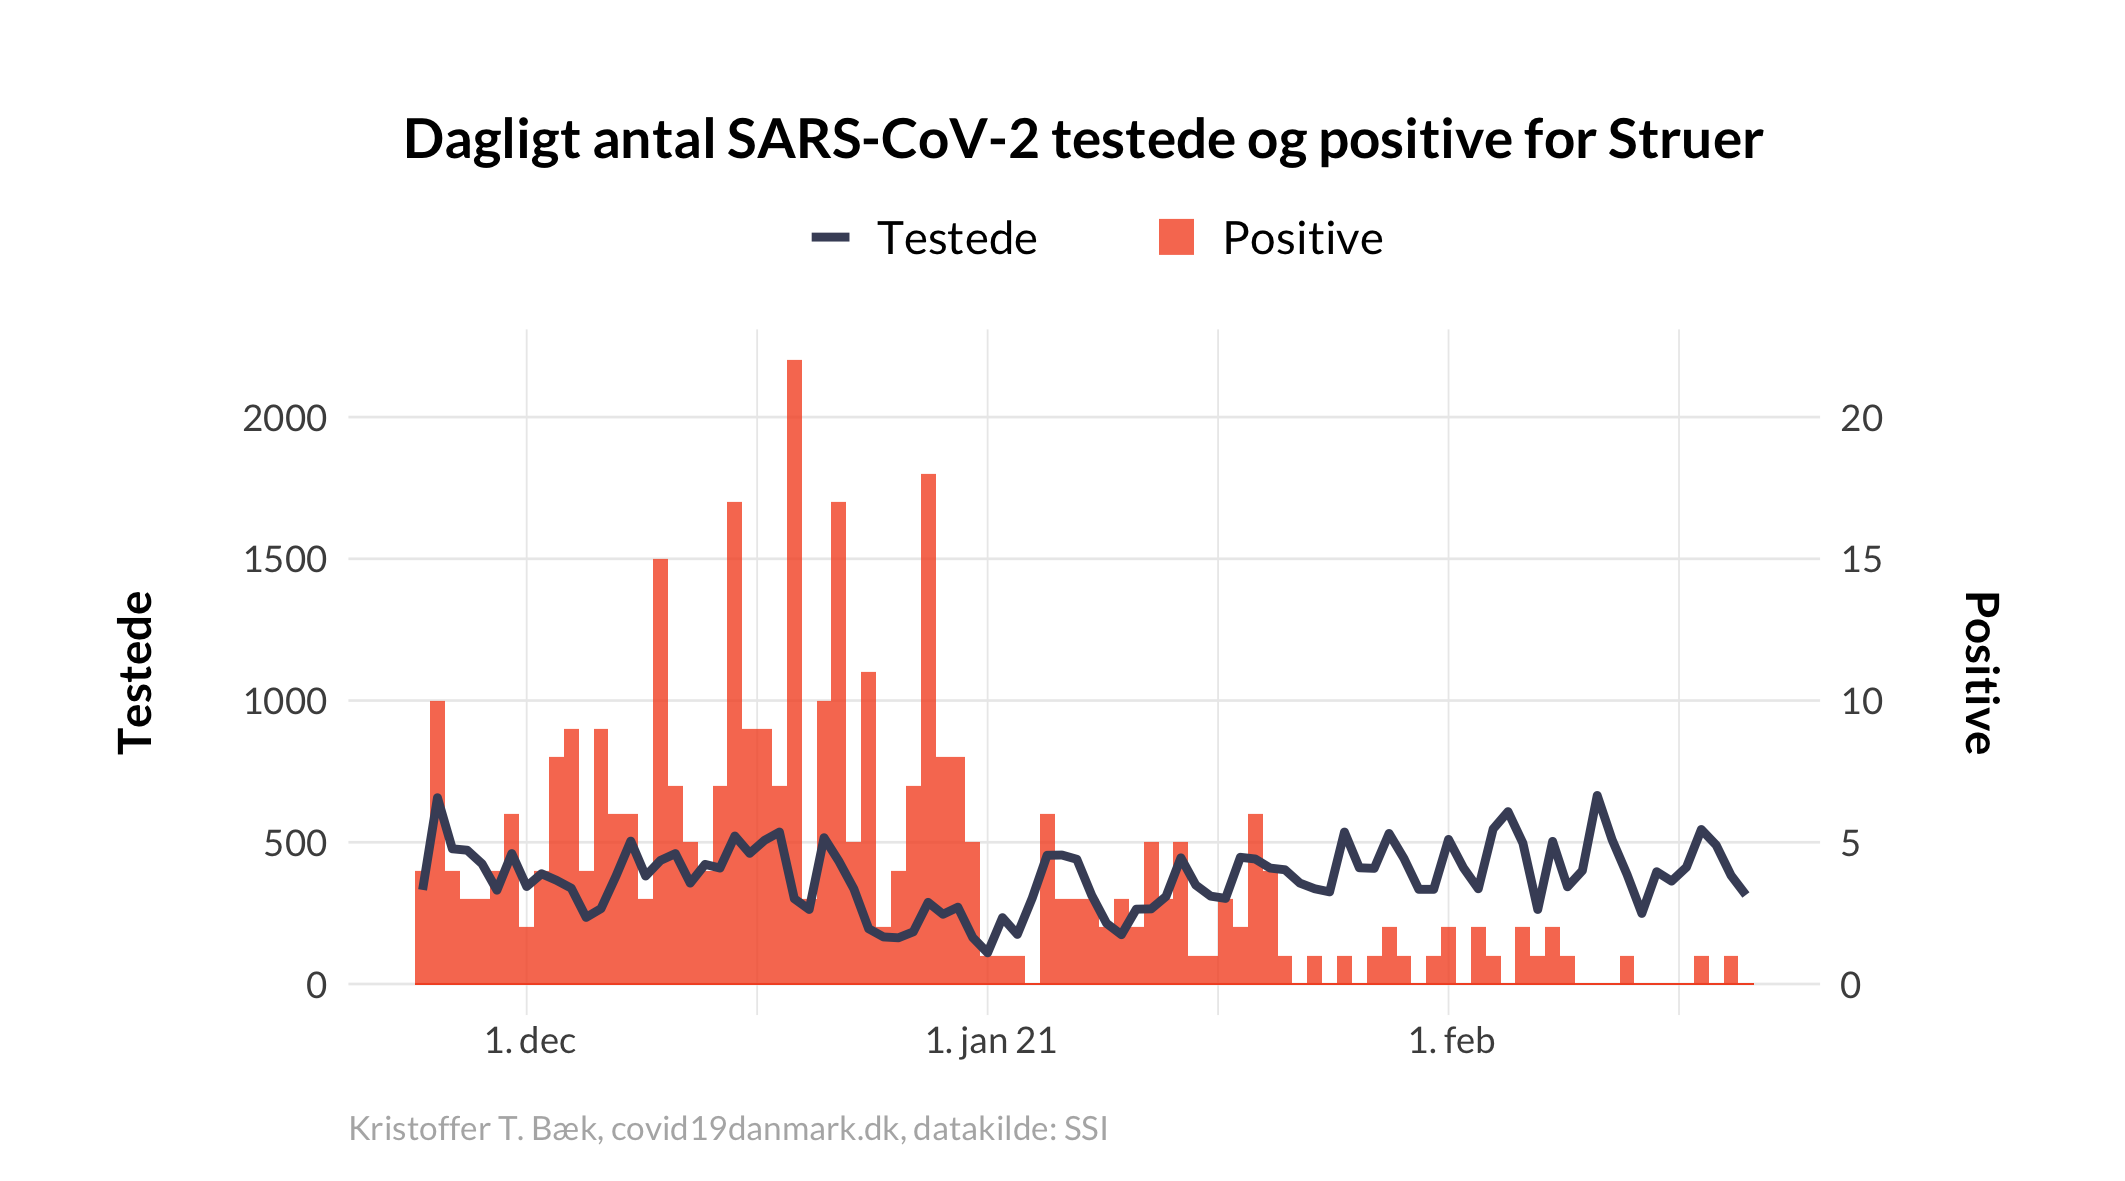 Dagligt antal SARS-CoV-2 testede og positive for Struer
Testede
Positive
2000
1500
1000
500
0
20
15
10
5
0
Testede
Positive
1. dec
1. jan 21
1. feb
Kristoffer T. Bæk, covid19danmark.dk, datakilde: SSI